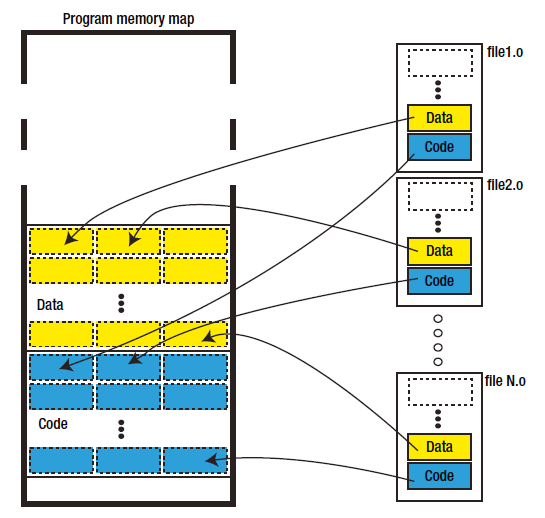 Program memory map
file1.o
Data
Code
file2.o
Data
Code
Data
Code
file N.o
Data
Code